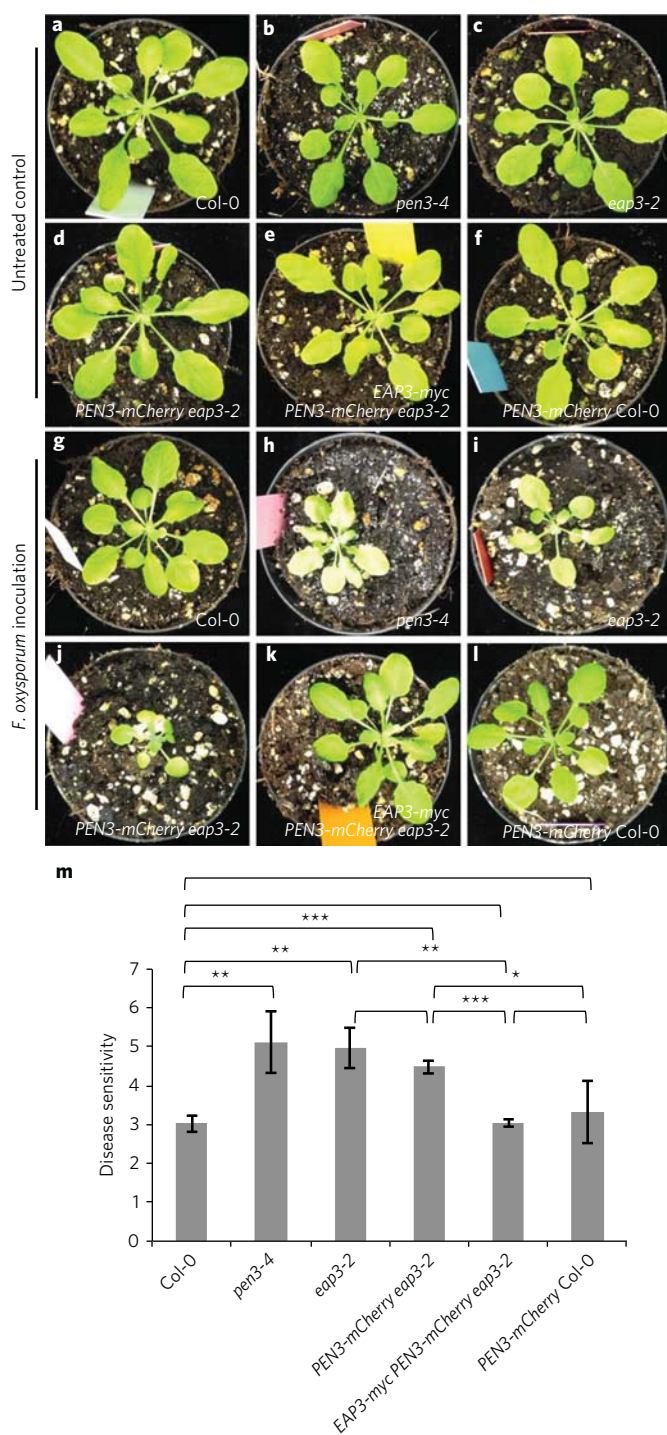 Untreated control
a
Col-0
b
pen3-4
c
eap3-2
d
PEN3-mCherry eap3-2
e
EAP3-myc
PEN3-mCherry eap3-2
f
PEN3-mCherry Col-0
F. oxysporum inoculation
g
Col-0
h
pen3-4
i
eap3-2
j
PEN3-mCherry eap3-2
k
EAP3-myc
PEN3-mCherry eap3-2
l
PEN3-mCherry Col-0
m
***
** **
** *
***
Disease sensitivity
7
6
5
4
3
2
1
0
Col-0
pen3-4
eap3-2
PEN3-mCherry eap3-2
EAP3-myc PEN3-mCherry eap3-2
PEN3-mCherry Col-0